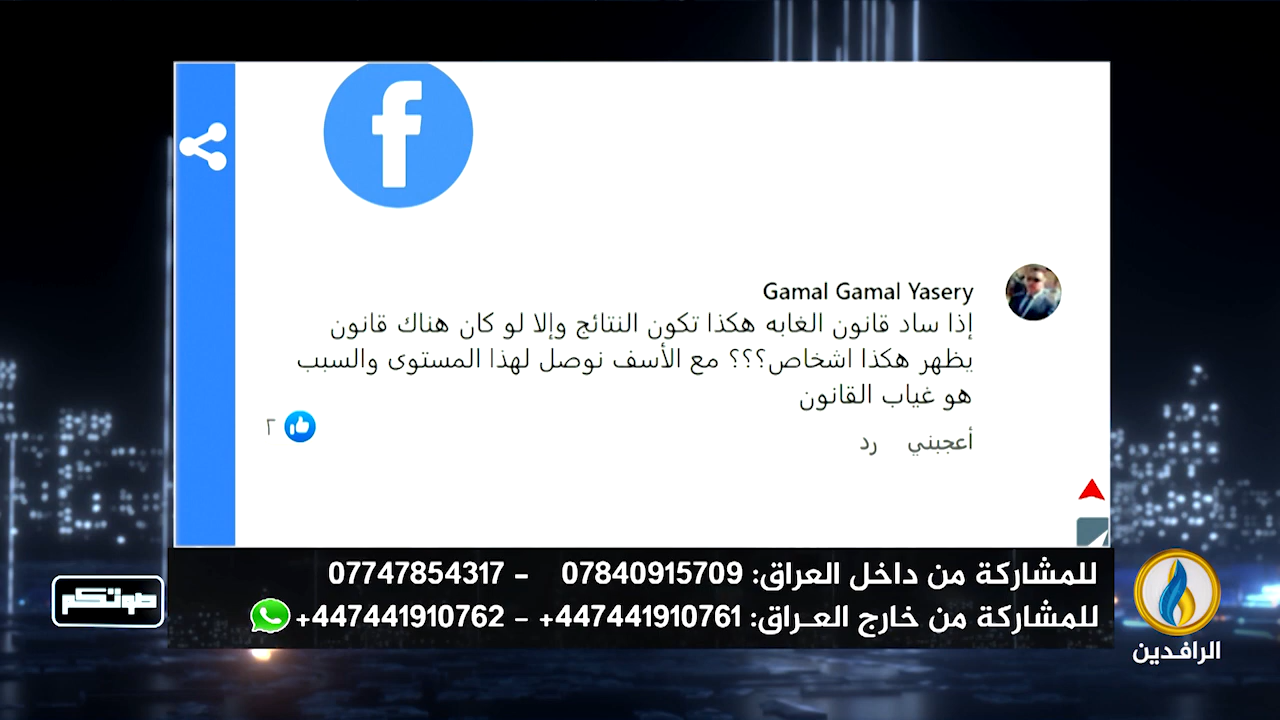 Gamal Gamal Yasery
إذا ساد قانون الغابه هكذا تكون النتائج وإلا لو كان هناك قانون
يظهر هكذا اشخاص؟؟؟ مع الأسف نوصل لهذا المستوى والسبب
هو غياب القانون
أعجبني رد
٢
للمشاركة من داخل العراق: 07840915709 - 07747854317
للمشاركة من خارج العـراق: 447441910761+ - 447441910762+
صوتكم
الرافدين